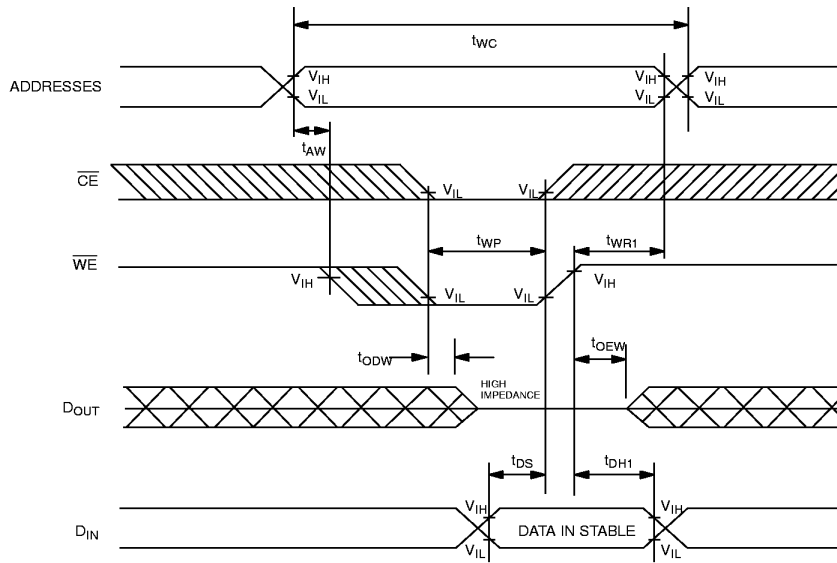 tWC
ADDRESSES
VIH VIH VIH
VIL VIL VIL
tAW
CE
VIL VIL
tWP tWR1
WE
VIH VIH
VIL VIL
tODW tOEW
HIGH
IMPEDANCE
DOUT
tDS tDH1
VIH VIH
DIN DATA IN STABLE
VIL VIL